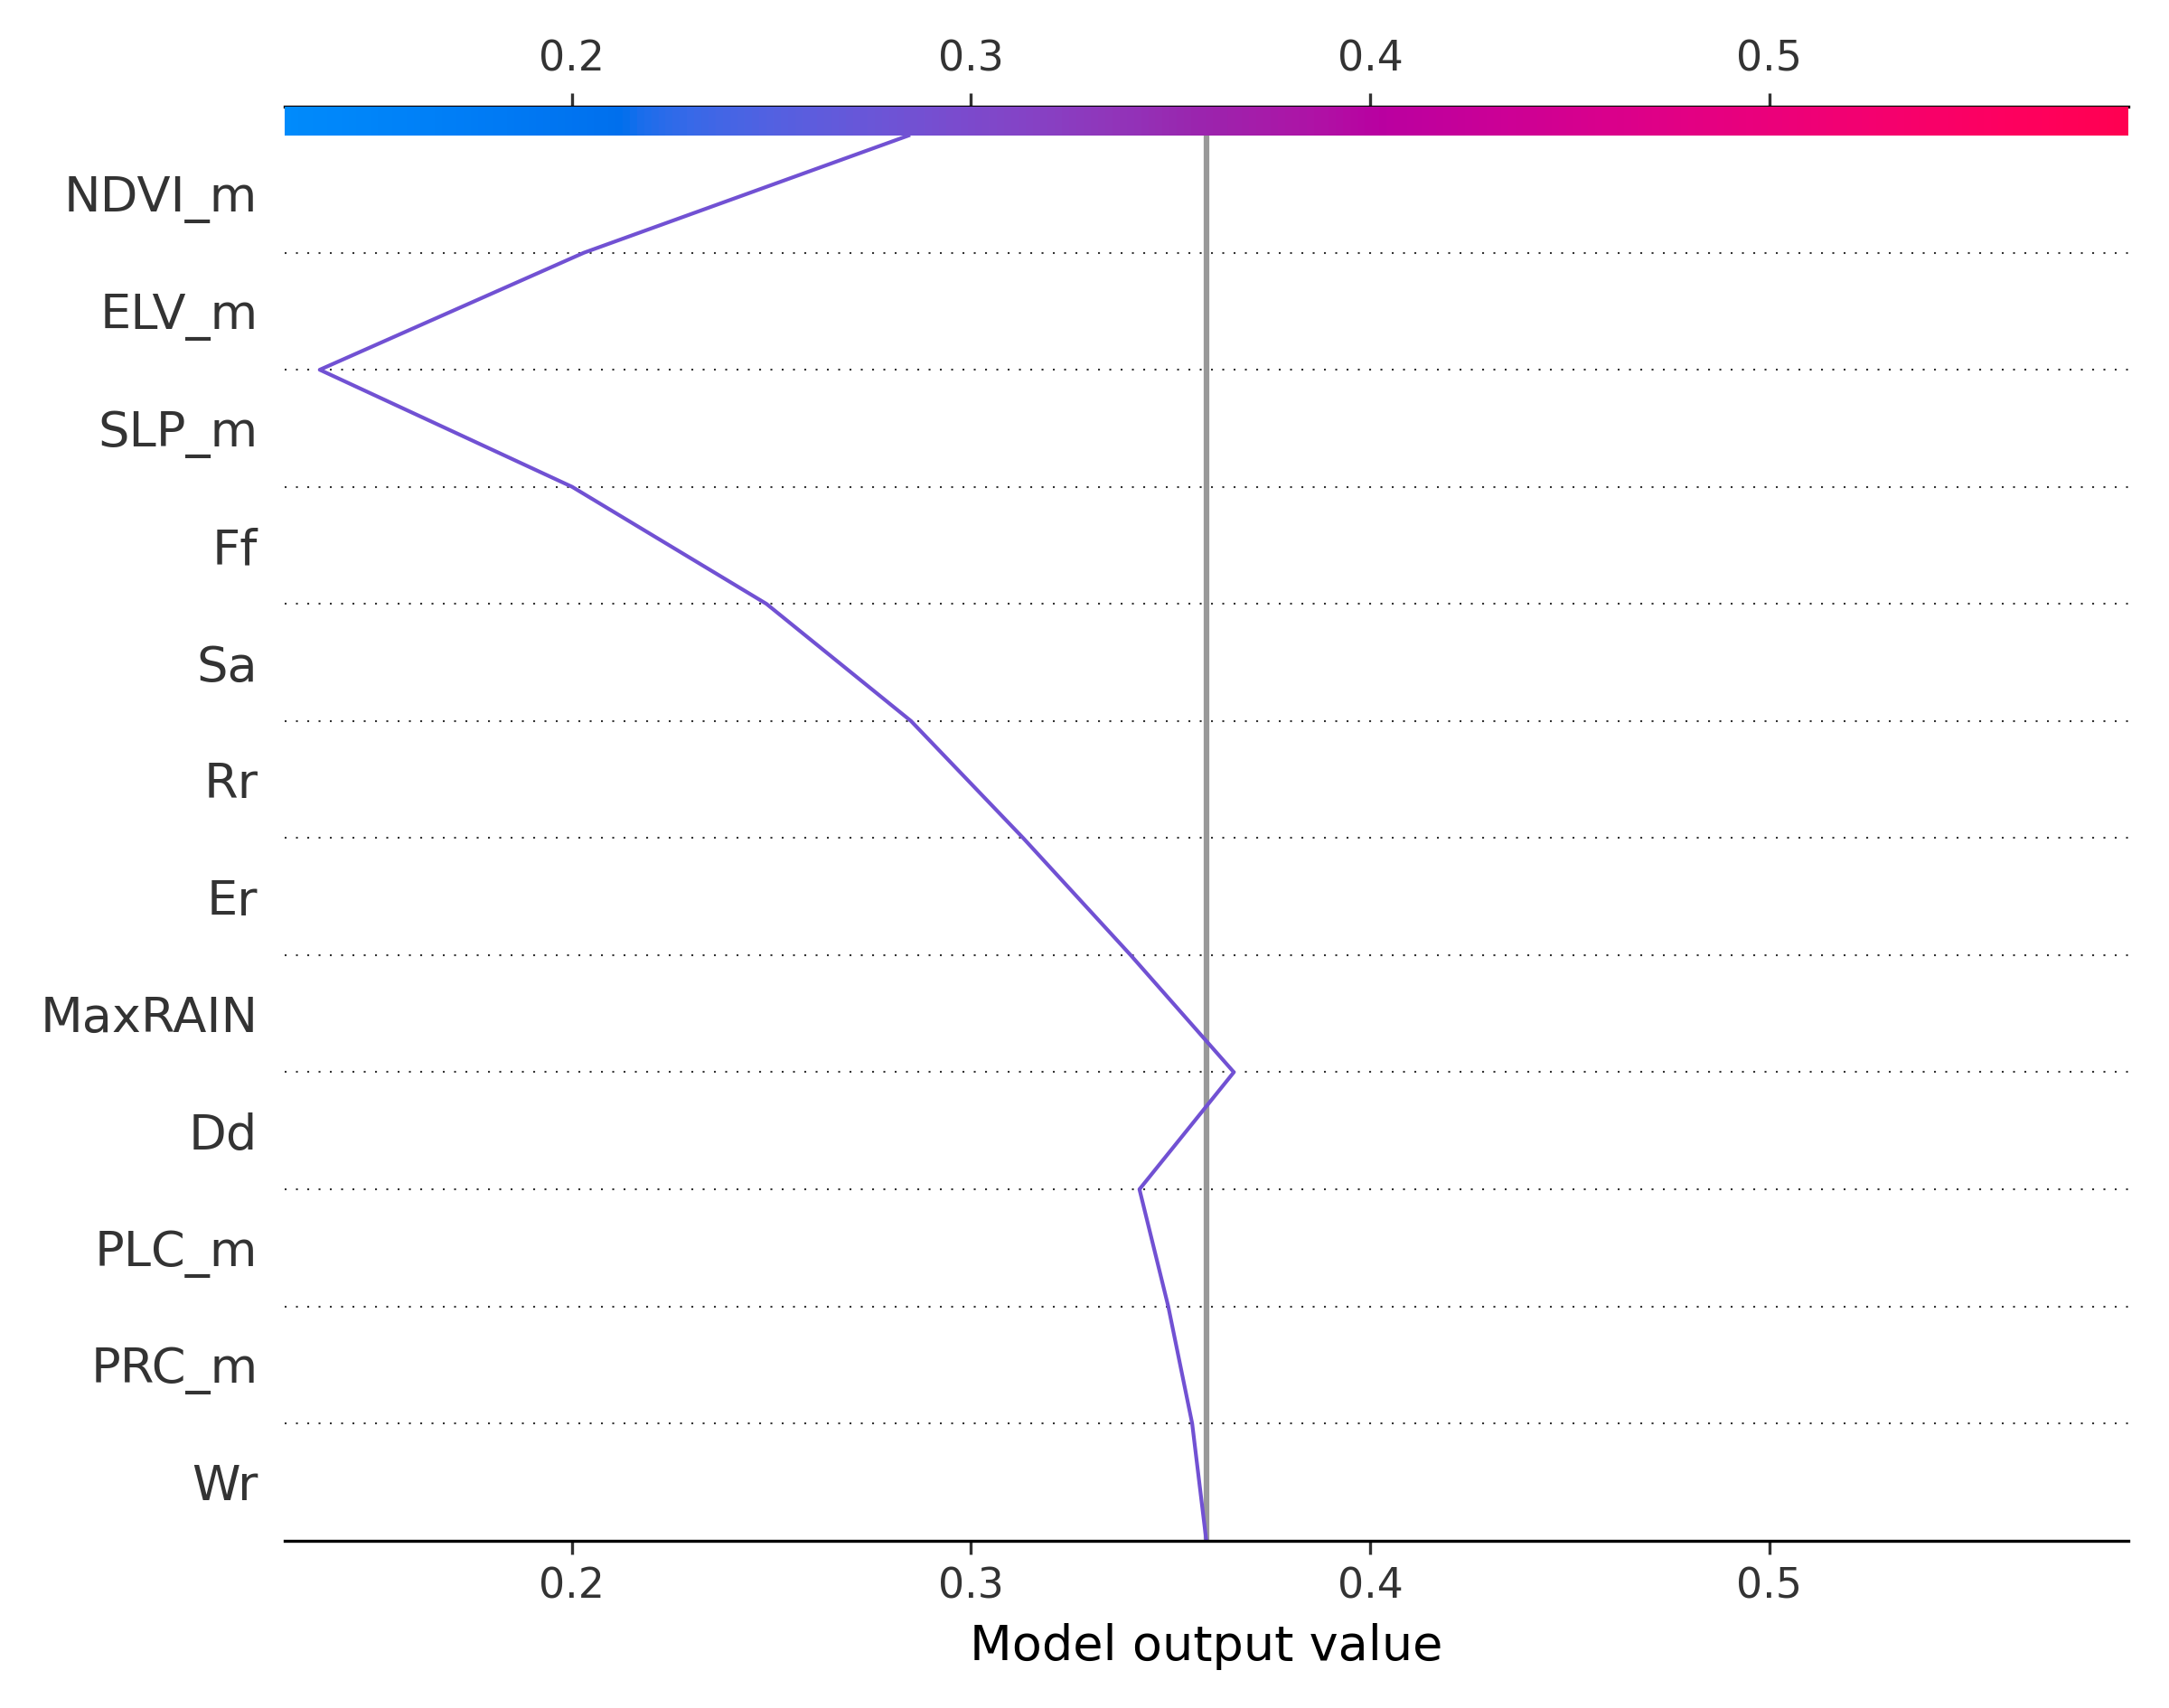 0.2 0.3 0.4 0.5
NDVI_m
ELV_m
SLP_m
Ff
Sa
Rr
Er
MaxRAIN
Dd
PLC_m
PRC_m
Wr
0.2 0.3 0.4 0.5
Model output value